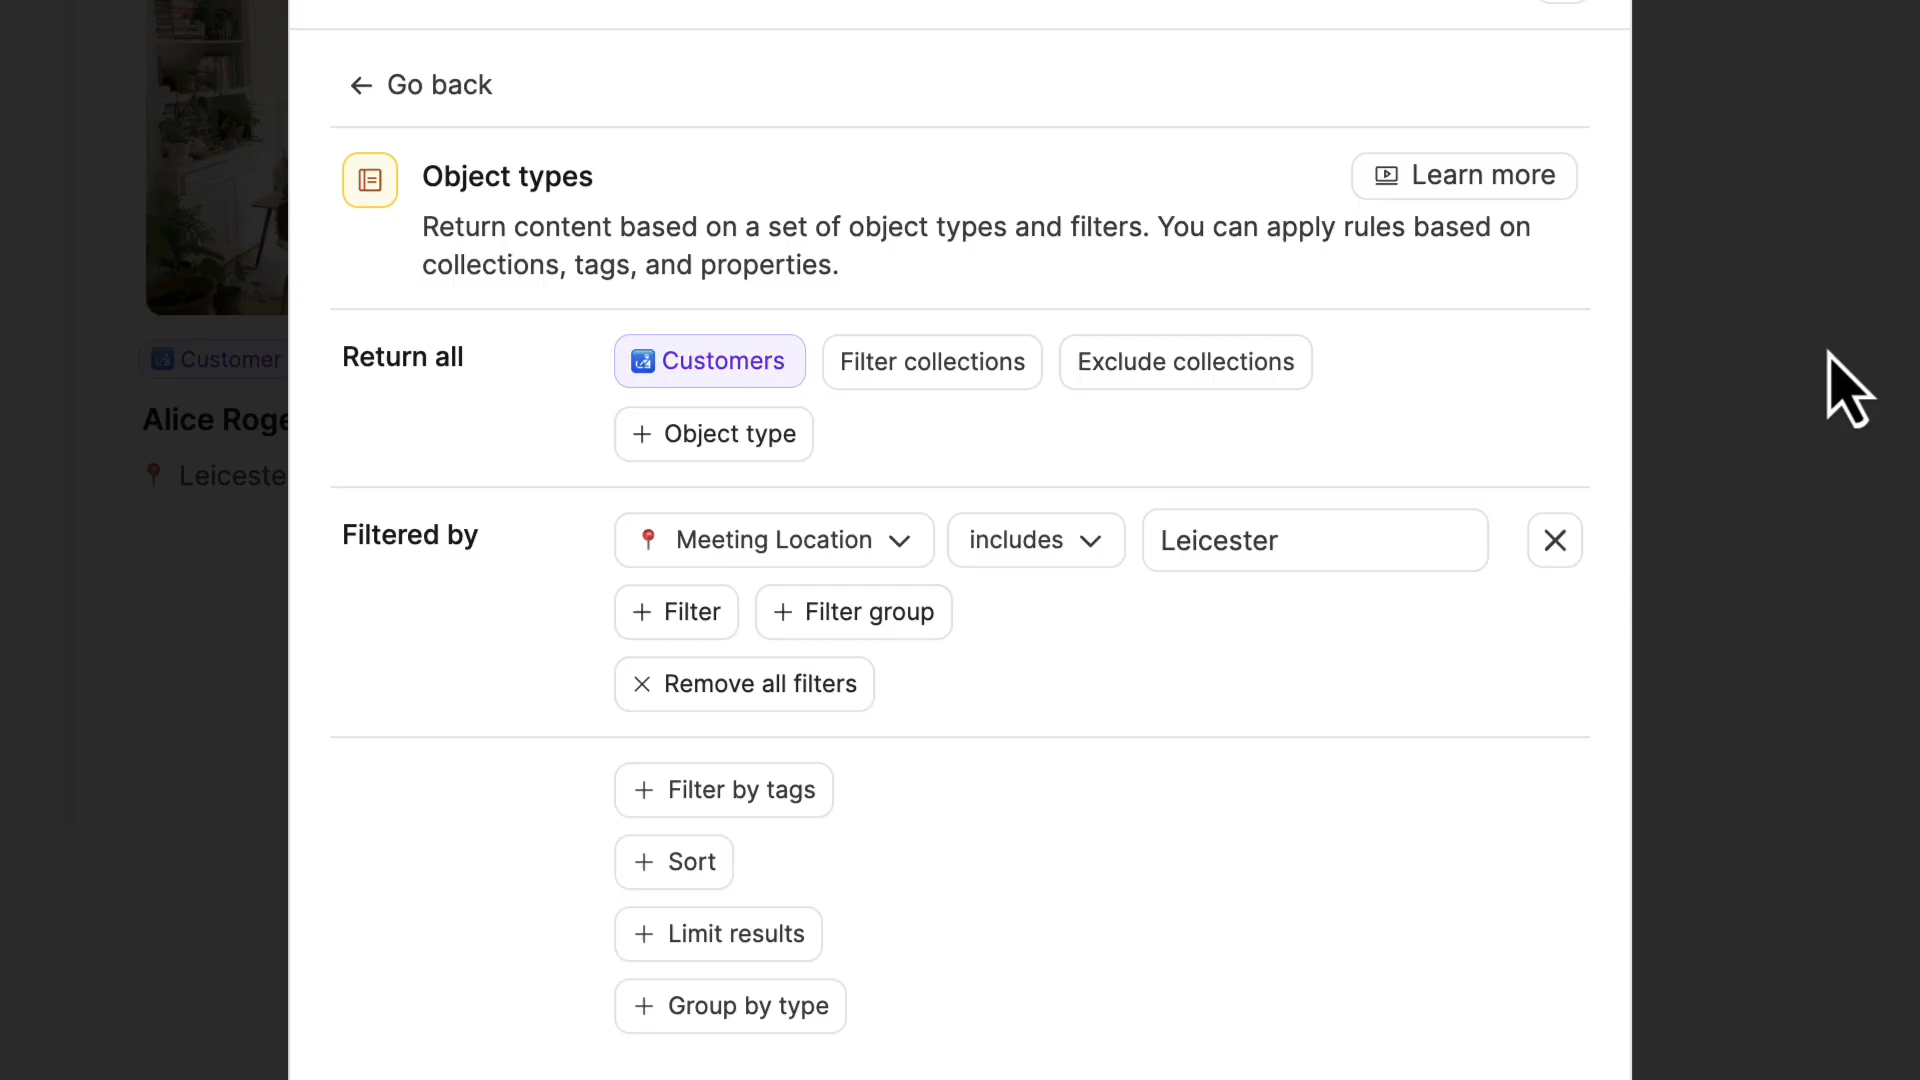 Go back
Object types
Learn more
Return content based on a set of object types and filters. You can apply rules based on
collections, tags, and properties.
Return all
Customers
Filter collections
Exclude collections
+ Object type
Customer
Alice Roge
Leiceste
Filtered by
Meeting Location
includes
Leicester
+ Filter
+ Filter group
Remove all filters
+ Filter by tags
+ Sort
+ Limit results
+ Group by type